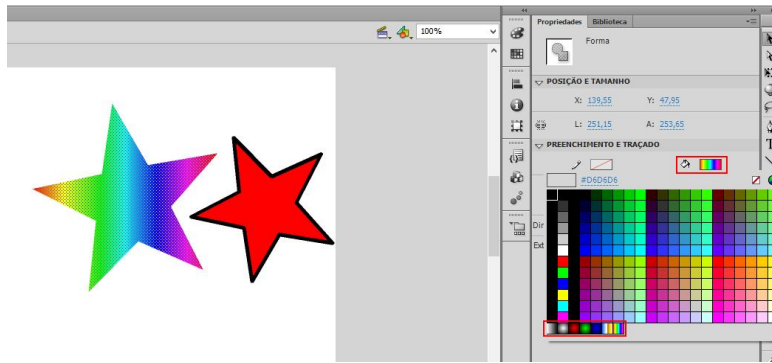 100%
Propriedades Biblioteca
Forma
POSIÇÃO E TAMANHO
X: 139,55 Y: 47,95
L: 251,15 A: 253,65
PREENCHIMENTO E TRAÇADO
#D6D6D6
Dir
Ext